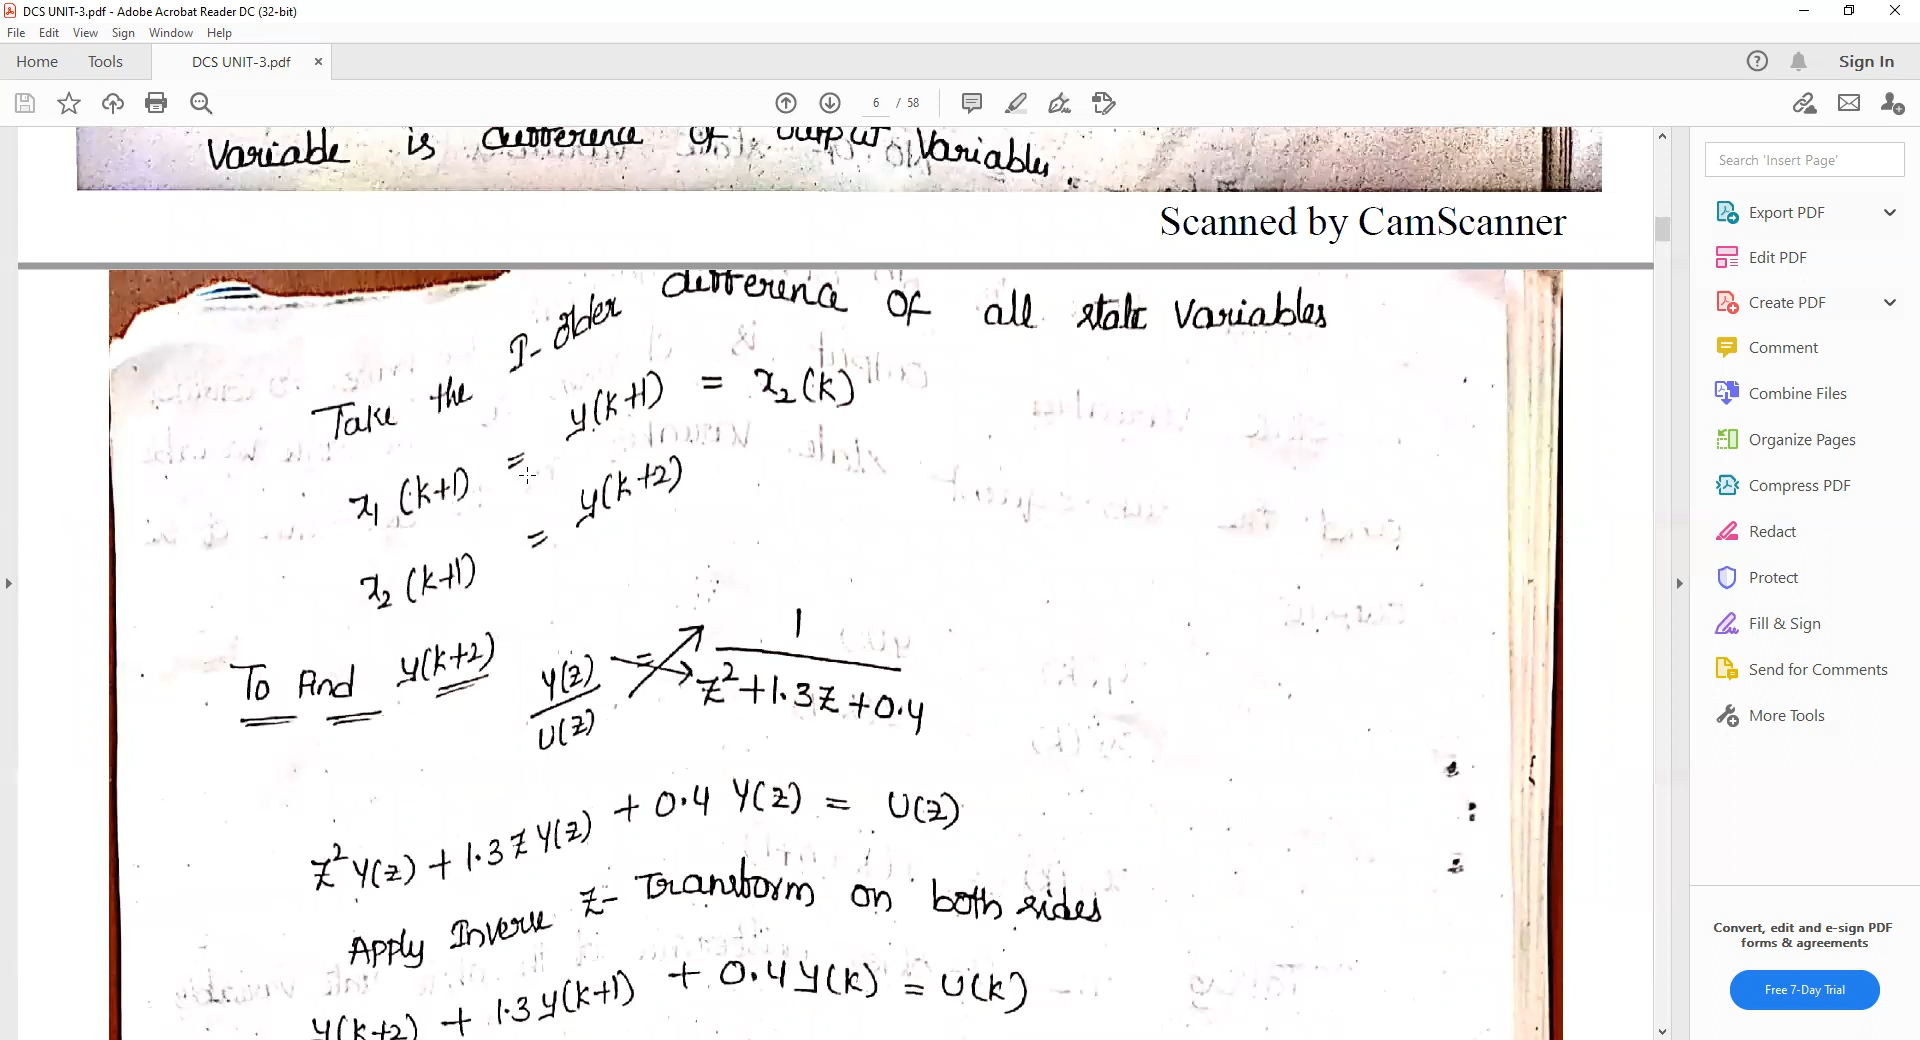 DCS UNIT-3.pdf - Adobe Acrobat Reader DC (32-bit)
File Edit View Sign Window Help
Home Tools DCS UNIT-3.pdf × Sign In
6 / 58
Variable is difference of output Variables.
Scanned by CamScanner
Take the I-order difference of all state Variables
x₁(k+1) = y(k+1) = x₂(k)
x₂(k+1) = y(k+2)
To find y(k+2) Y(z)/U(z) = 1/(z²+1.3z+0.4)
z²Y(z) + 1.3zY(z) + 0.4 Y(z) = U(z)
Apply Inverse z- Transform on both sides
y(k+2) + 1.3y(k+1) + 0.4y(k) = u(k)
Search 'Insert Page'
Export PDF
Edit PDF
Create PDF
Comment
Combine Files
Organize Pages
Compress PDF
Redact
Protect
Fill & Sign
Send for Comments
More Tools
Convert, edit and e-sign PDF
forms & agreements
Free 7-Day Trial